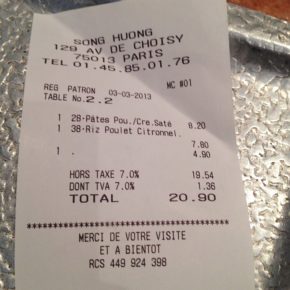 SONG HUONG
129 AV DE CHOISY
75013 PARIS
TEL 01.45.85.01.76
REG PATRON 03-03-2013 MC #01
TABLE No.2.2
1 28-Pâtes Pou./Cre.Saté 8.20
1 38-Riz Poulet Citronnel.
7.80
1 . 4.90
HORS TAXE 7.0% 19.54
DONT TVA 7.0% 1.36
TOTAL 20.90
********************************
MERCI DE VOTRE VISITE
ET A BIENTOT
RCS 449 924 398